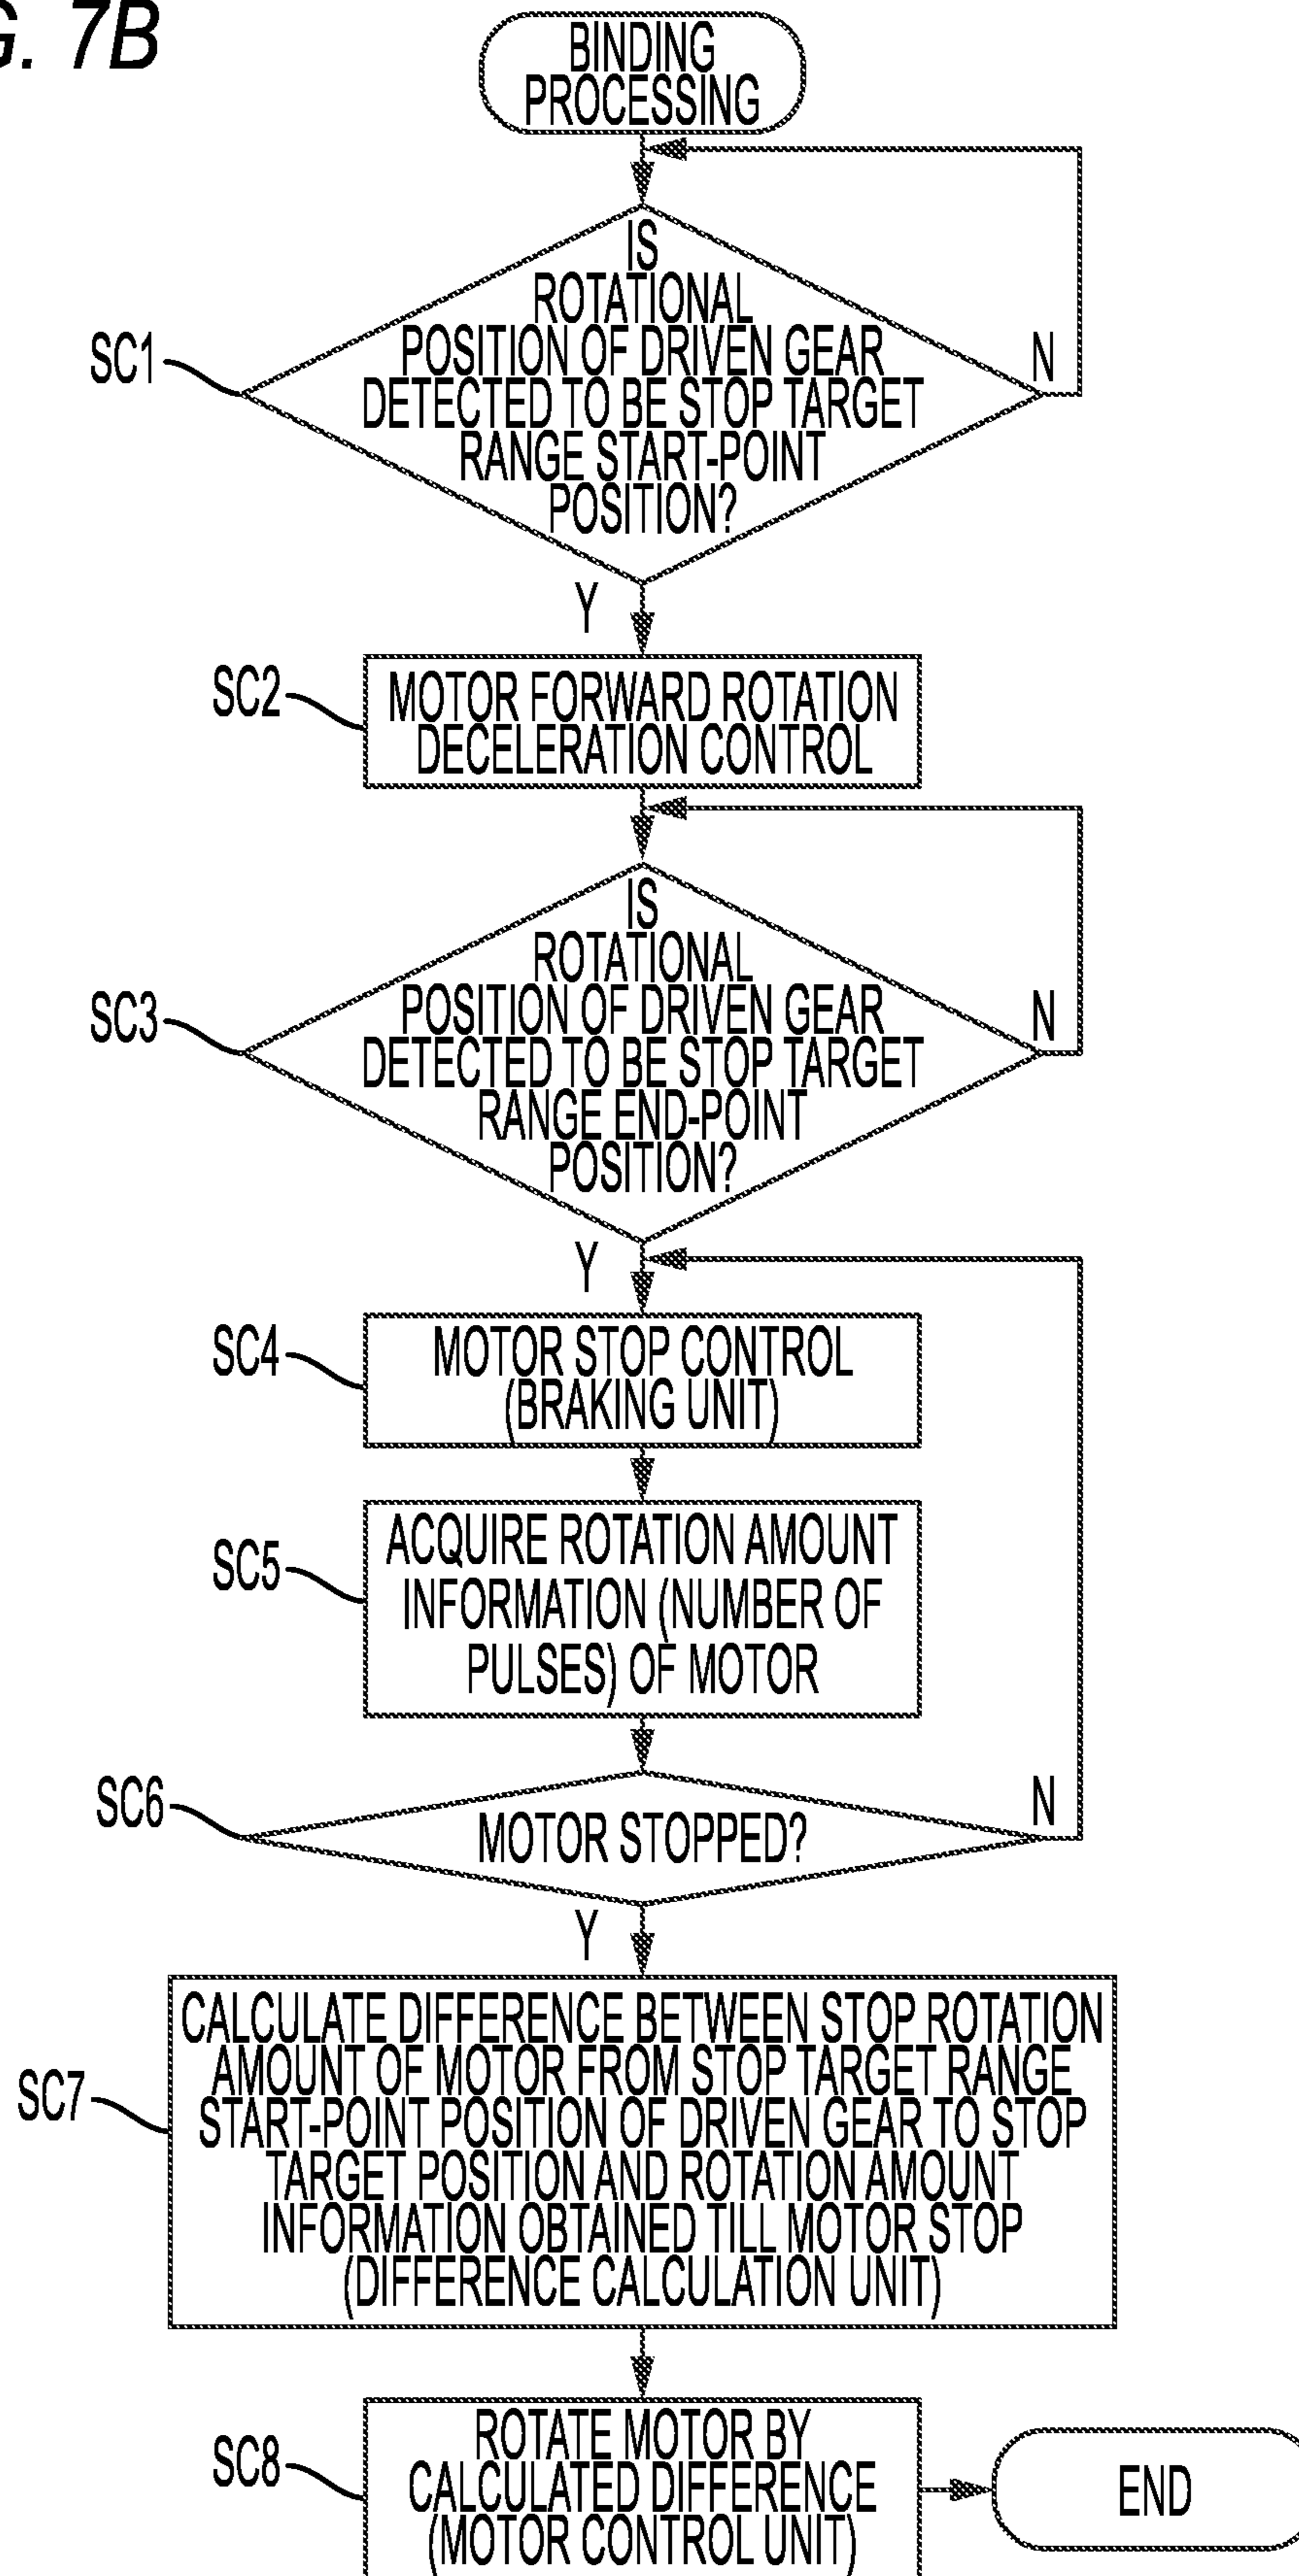 G. 7B
BINDING
PROCESSING
IS
ROTATIONAL
POSITION OF DRIVEN GEAR
DETECTED TO BE STOP TARGET
RANGE START-POINT
POSITION?
SC1
N
Y
SC2
MOTOR FORWARD ROTATION
DECELERATION CONTROL
IS
ROTATIONAL
POSITION OF DRIVEN GEAR
DETECTED TO BE STOP TARGET
RANGE END-POINT
POSITION?
SC3
N
Y
SC4
MOTOR STOP CONTROL
(BRAKING UNIT)
SC5
ACQUIRE ROTATION AMOUNT
INFORMATION (NUMBER OF
PULSES) OF MOTOR
SC6
MOTOR STOPPED?
N
Y
SC7
CALCULATE DIFFERENCE BETWEEN STOP ROTATION
AMOUNT OF MOTOR FROM STOP TARGET RANGE
START-POINT POSITION OF DRIVEN GEAR TO STOP
TARGET POSITION AND ROTATION AMOUNT
INFORMATION OBTAINED TILL MOTOR STOP
(DIFFERENCE CALCULATION UNIT)
SC8
ROTATE MOTOR BY
CALCULATED DIFFERENCE
(MOTOR CONTROL UNIT)
END